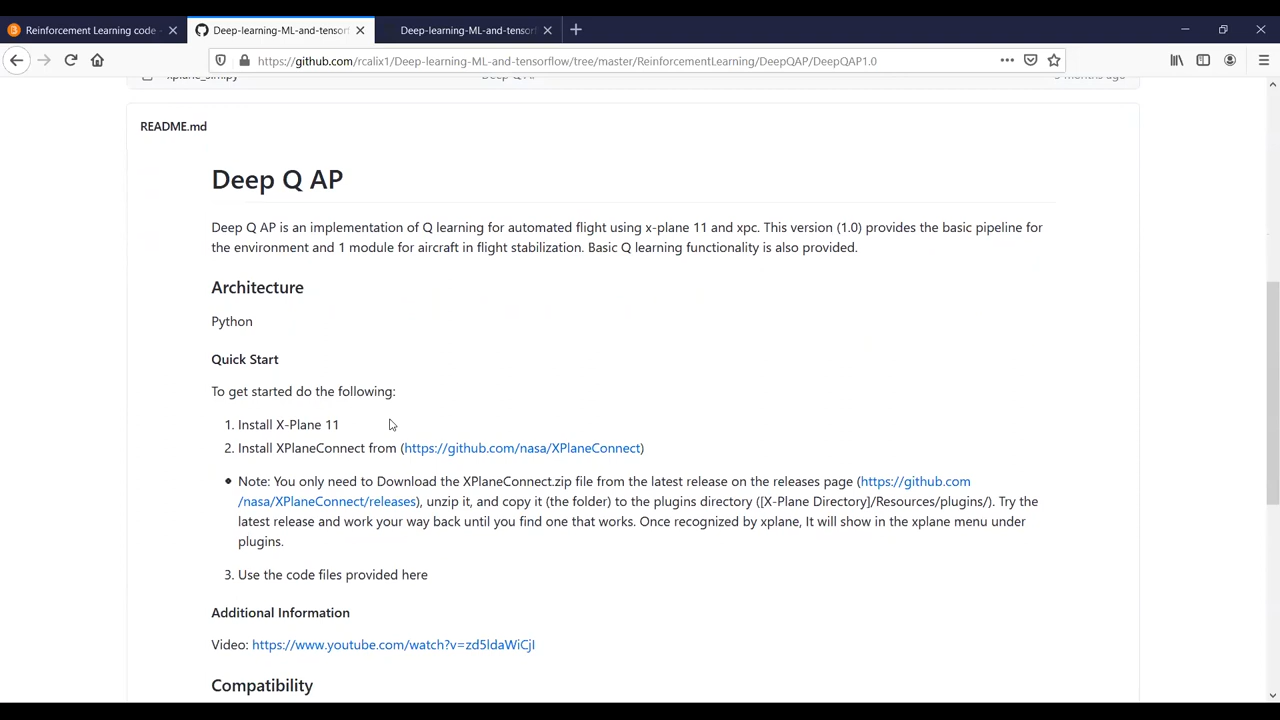 Reinforcement Learning code -
Deep-learning-ML-and-tensorf
Deep-learning-ML-and-tensorf
https://github.com/rcalix1/Deep-learning-ML-and-tensorflow/tree/master/ReinforcementLearning/DeepQAP/DeepQAP1.0
README.md
Deep Q AP
Deep Q AP is an implementation of Q learning for automated flight using x-plane 11 and xpc. This version (1.0) provides the basic pipeline for
the environment and 1 module for aircraft in flight stabilization. Basic Q learning functionality is also provided.
Architecture
Python
Quick Start
To get started do the following:
1. Install X-Plane 11
2. Install XPlaneConnect from (https://github.com/nasa/XPlaneConnect)
Note: You only need to Download the XPlaneConnect.zip file from the latest release on the releases page (https://github.com
/nasa/XPlaneConnect/releases), unzip it, and copy it (the folder) to the plugins directory ([X-Plane Directory]/Resources/plugins/). Try the
latest release and work your way back until you find one that works. Once recognized by xplane, It will show in the xplane menu under
plugins.
3. Use the code files provided here
Additional Information
Video: https://www.youtube.com/watch?v=zd5ldaWiCjI
Compatibility